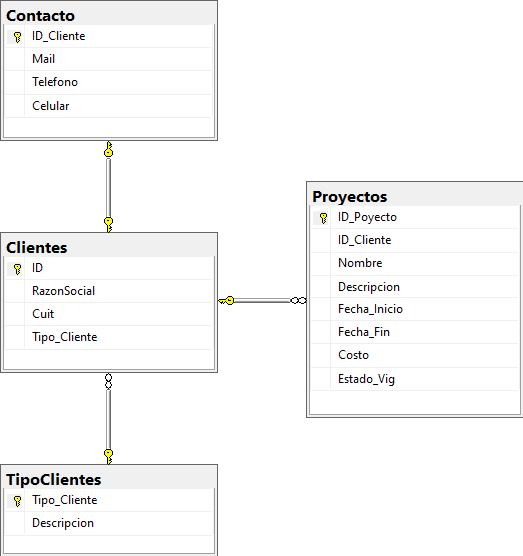 Contacto
ID_Cliente
Mail
Telefono
Celular
Clientes
ID
RazonSocial
Cuit
Tipo_Cliente
Proyectos
ID_Poyecto
ID_Cliente
Nombre
Descripcion
Fecha_Inicio
Fecha_Fin
Costo
Estado_Vig
TipoClientes
Tipo_Cliente
Descripcion